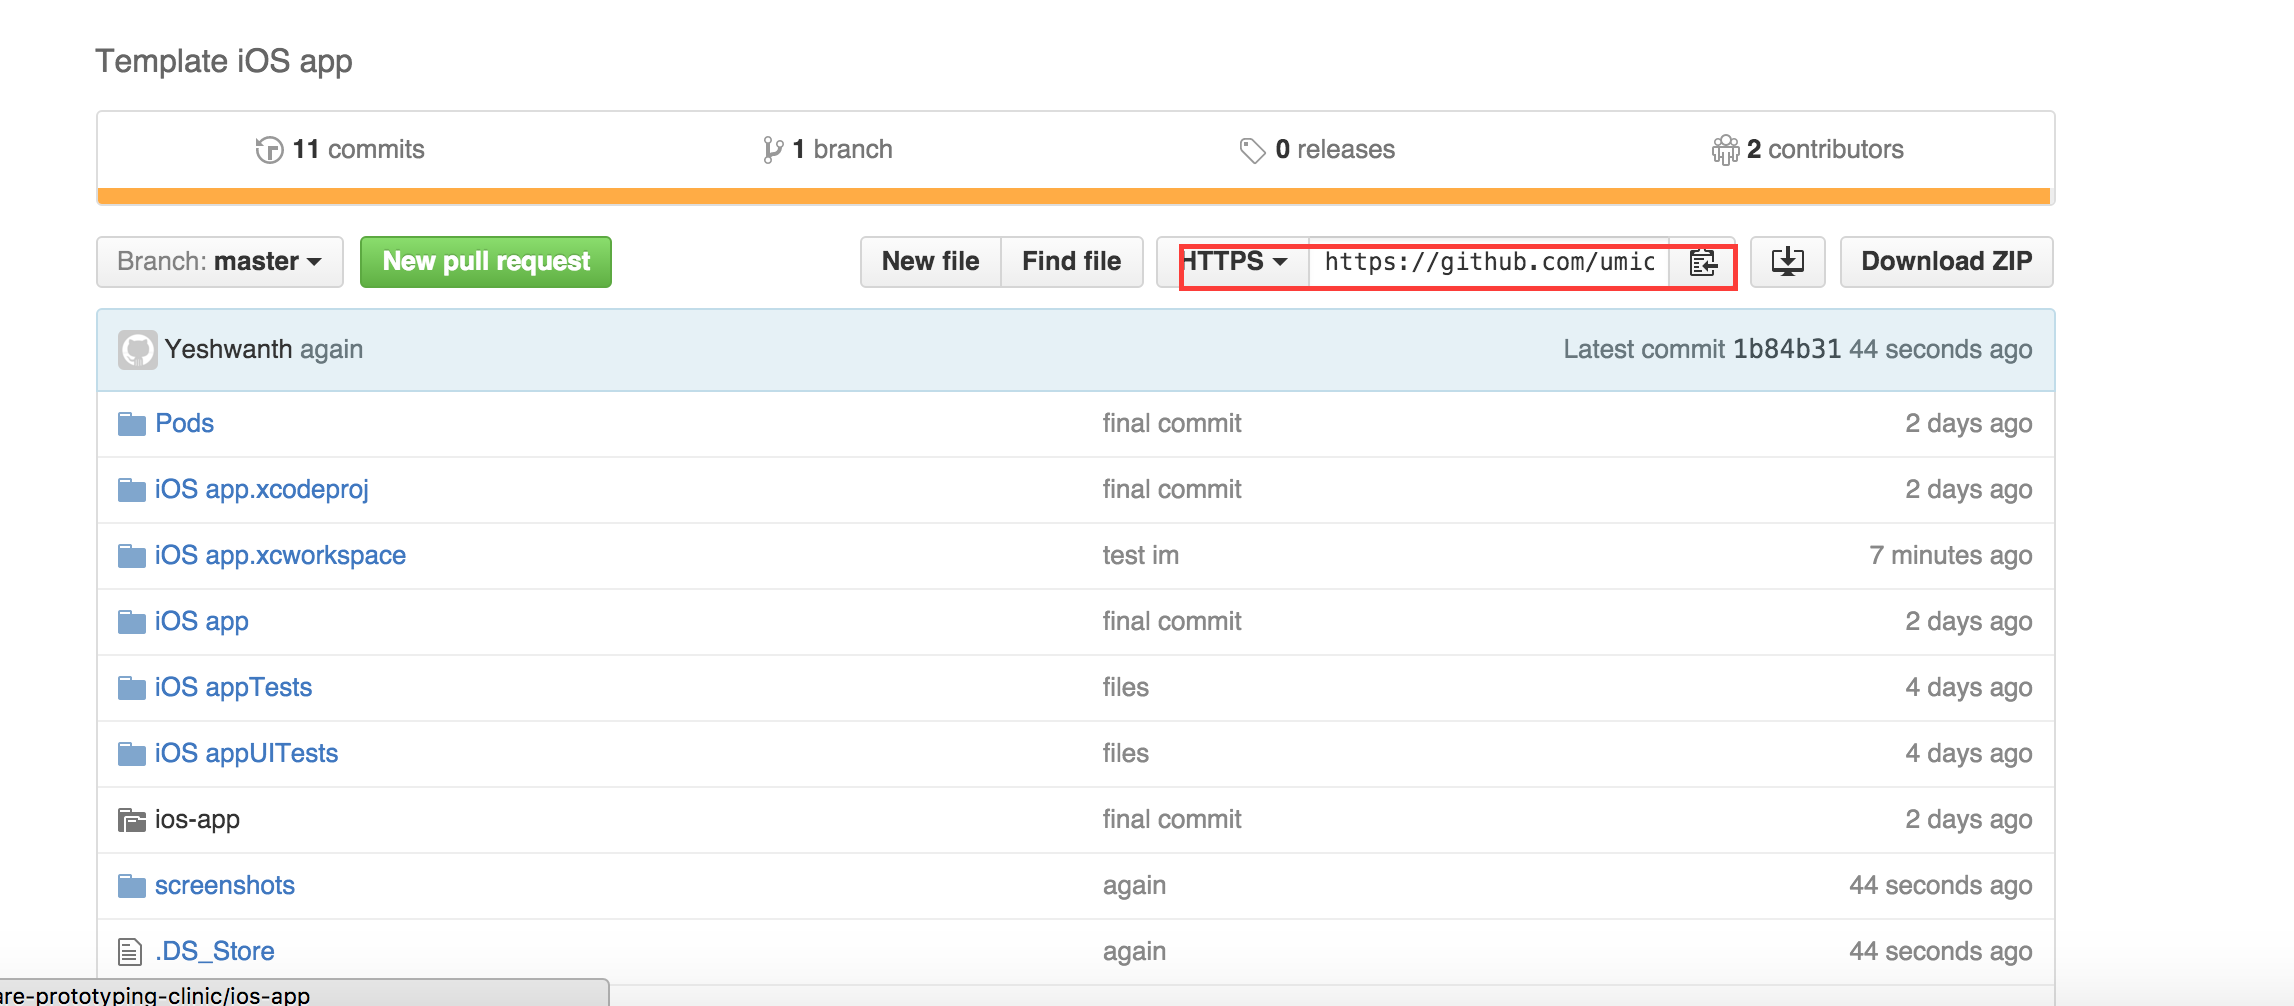 Template iOS app
11 commits 1 branch 0 releases 2 contributors
Branch: master New pull request New file Find file HTTPS https://github.com/umic Download ZIP
Yeshwanth again Latest commit 1b84b31 44 seconds ago
Pods final commit 2 days ago
iOS app.xcodeproj final commit 2 days ago
iOS app.xcworkspace test im 7 minutes ago
iOS app final commit 2 days ago
iOS appTests files 4 days ago
iOS appUITests files 4 days ago
ios-app final commit 2 days ago
screenshots again 44 seconds ago
.DS_Store again 44 seconds ago
are-prototyping-clinic/ios-app